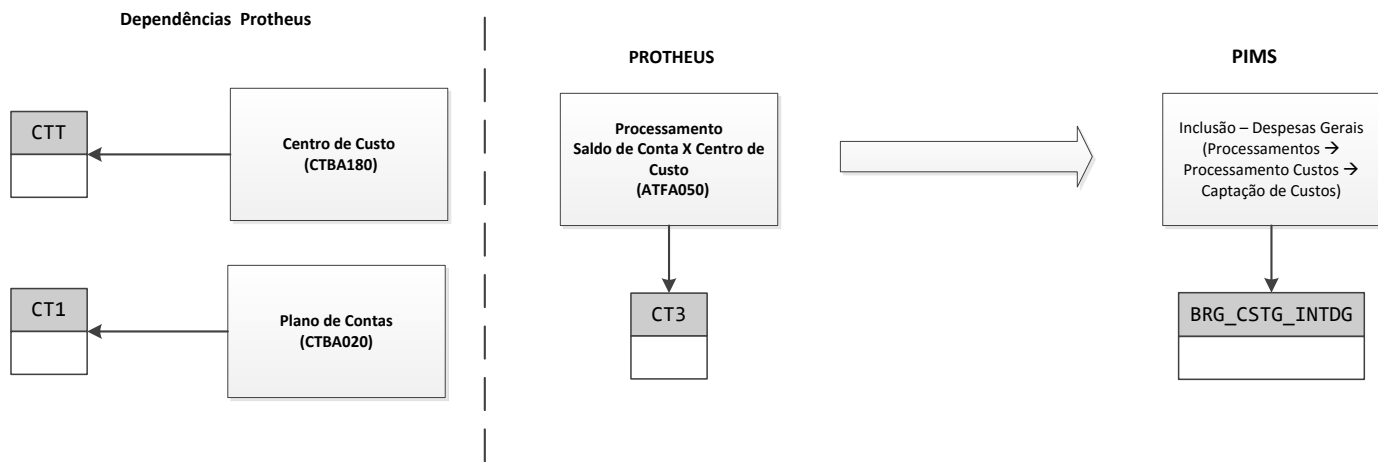 Dependências Protheus
CTT
Centro de Custo
(CTBA180)
CT1
Plano de Contas
(CTBA020)
PROTHEUS
Processamento
Saldo de Conta X Centro de
Custo
(ATFA050)
CT3
PIMS
Inclusão – Despesas Gerais
(Processamentos →
Processamento Custos →
Captação de Custos)
BRG_CSTG_INTDG